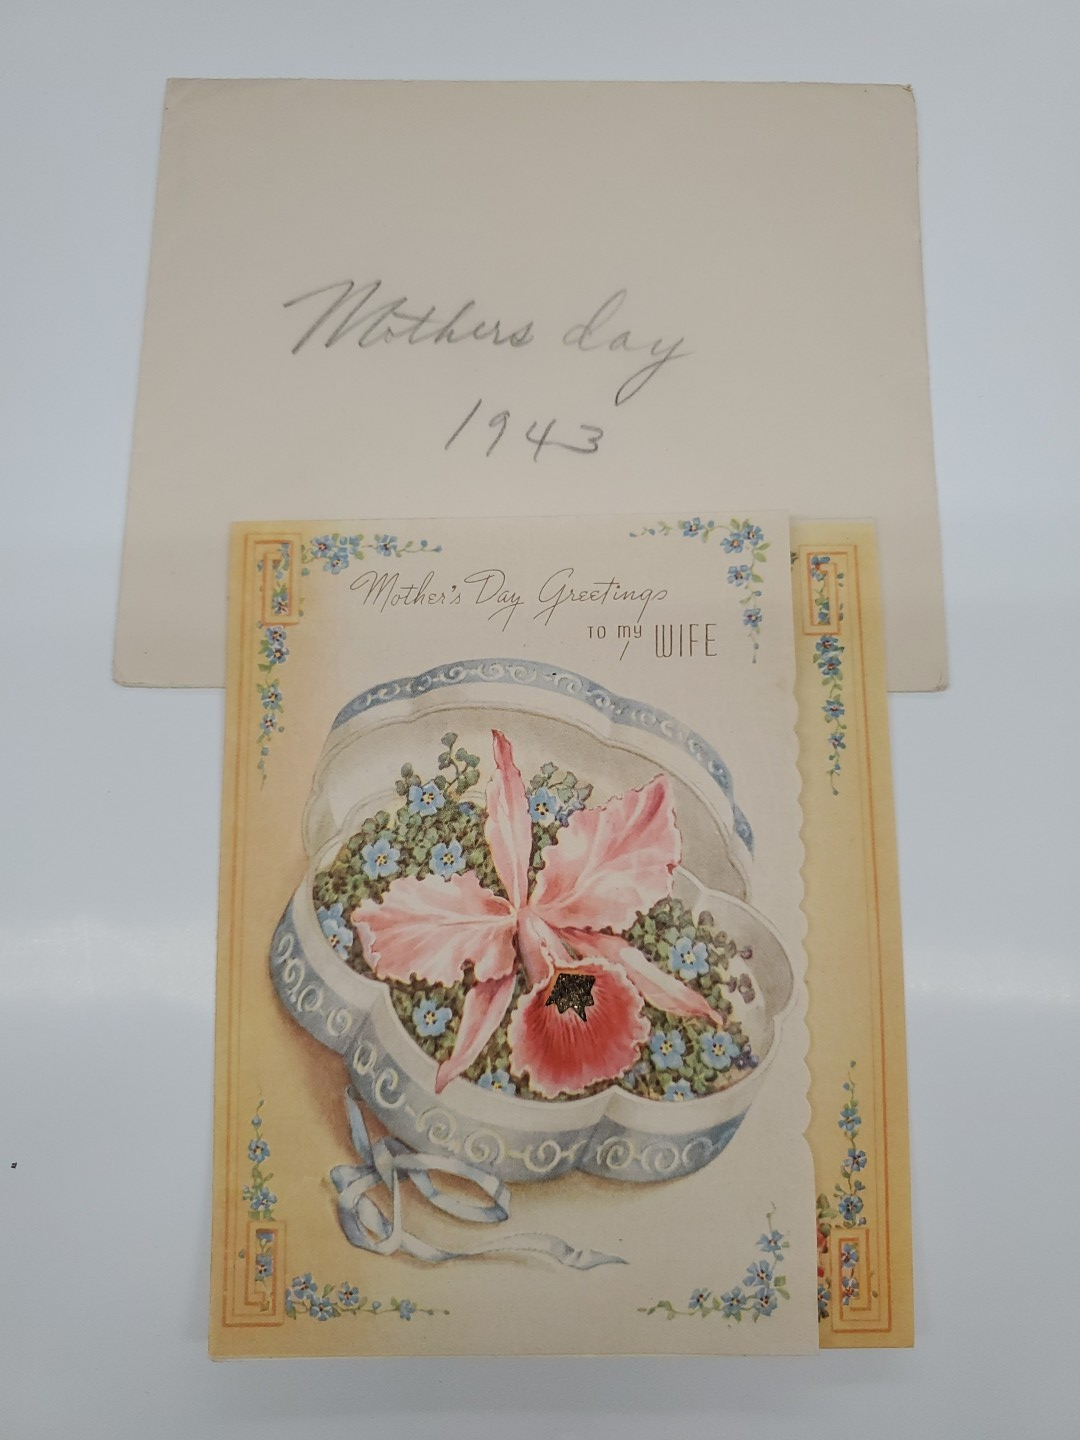 Mothers day
1943
Mother's Day Greetings
TO my WIFE